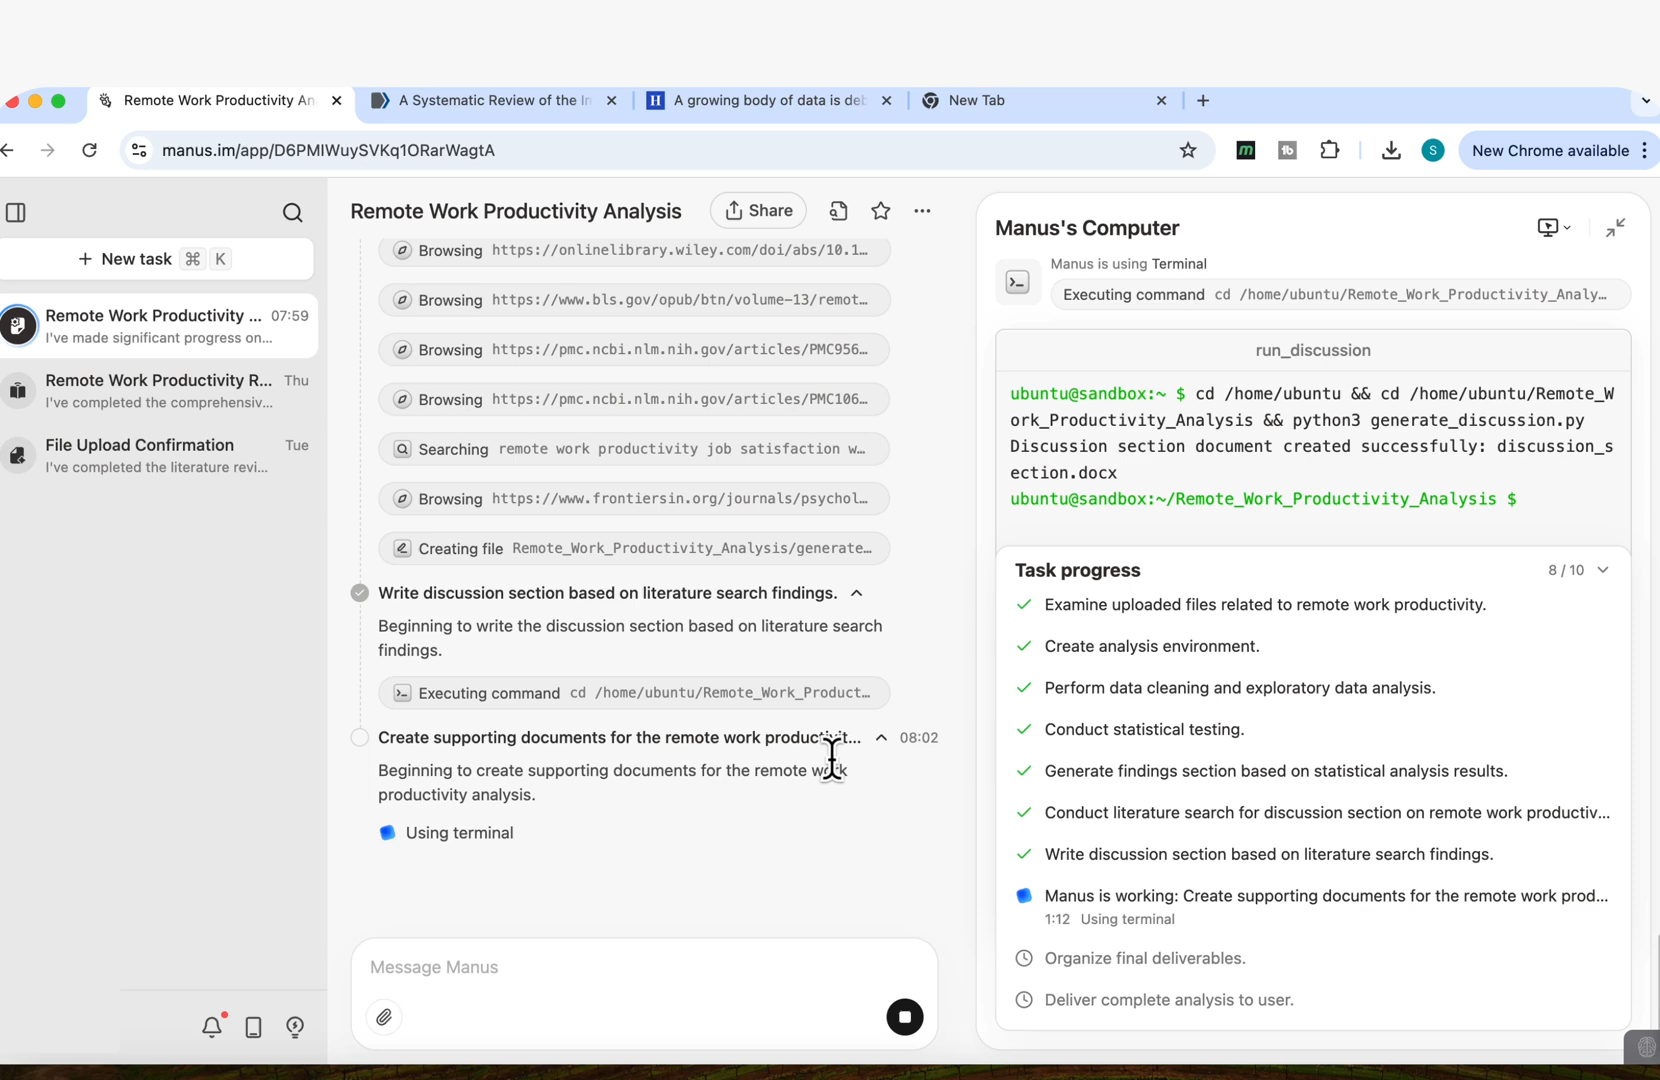 Remote Work Productivity An
A Systematic Review of the In
A growing body of data is deb
New Tab
manus.im/app/D6PMIWuySVKq1ORarWagtA
S
New Chrome available
New task ⌘ K
Remote Work Productivity ... 07:59
I've made significant progress on...
Remote Work Productivity R... Thu
I've completed the comprehensiv...
File Upload Confirmation Tue
I've completed the literature revi...
Remote Work Productivity Analysis
Share
Browsing https://onlinelibrary.wiley.com/doi/abs/10.1...
Browsing https://www.bls.gov/opub/btn/volume-13/remot...
Browsing https://pmc.ncbi.nlm.nih.gov/articles/PMC956...
Browsing https://pmc.ncbi.nlm.nih.gov/articles/PMC106...
Searching remote work productivity job satisfaction w...
Browsing https://www.frontiersin.org/journals/psychol...
Creating file Remote_Work_Productivity_Analysis/generate...
Write discussion section based on literature search findings.
Beginning to write the discussion section based on literature search
findings.
Executing command cd /home/ubuntu/Remote_Work_Product...
Create supporting documents for the remote work productivit... 08:02
Beginning to create supporting documents for the remote work
productivity analysis.
Using terminal
Message Manus
Manus's Computer
Manus is using Terminal
Executing command cd /home/ubuntu/Remote_Work_Productivity_Analy...
run_discussion
ubuntu@sandbox:~ $ cd /home/ubuntu && cd /home/ubuntu/Remote_W
ork_Productivity_Analysis && python3 generate_discussion.py
Discussion section document created successfully: discussion_s
ection.docx
ubuntu@sandbox:~/Remote_Work_Productivity_Analysis $
Task progress 8 / 10
Examine uploaded files related to remote work productivity.
Create analysis environment.
Perform data cleaning and exploratory data analysis.
Conduct statistical testing.
Generate findings section based on statistical analysis results.
Conduct literature search for discussion section on remote work productiv...
Write discussion section based on literature search findings.
Manus is working: Create supporting documents for the remote work prod...
1:12 Using terminal
Organize final deliverables.
Deliver complete analysis to user.